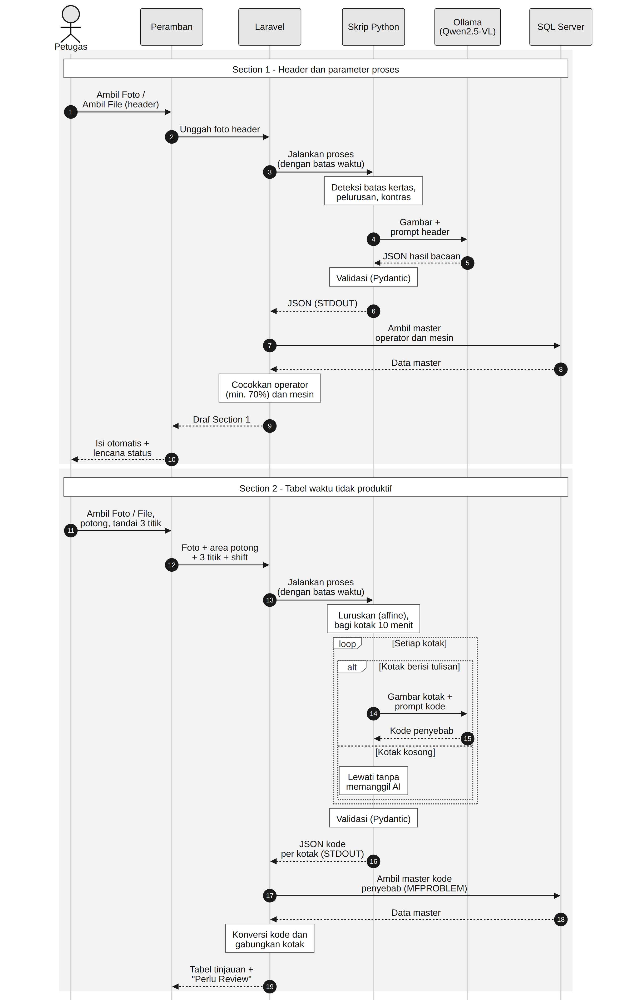 Petugas
Peramban
Laravel
Skrip Python
Ollama
(Qwen2.5-VL)
SQL Server
Section 1 - Header dan parameter proses
Ambil Foto /
Ambil File (header)
1
Unggah foto header
2
Jalankan proses
(dengan batas waktu)
3
Deteksi batas kertas,
pelurusan, kontras
Gambar +
prompt header
4
JSON hasil bacaan
5
Validasi (Pydantic)
JSON (STDOUT)
6
Ambil master
operator dan mesin
7
Data master
8
Cocokkan operator
(min. 70%) dan mesin
Draf Section 1
9
Isi otomatis +
lencana status
10
Section 2 - Tabel waktu tidak produktif
Ambil Foto / File,
potong, tandai 3 titik
11
Foto + area potong
+ 3 titik + shift
12
Jalankan proses
(dengan batas waktu)
13
Luruskan (affine),
bagi kotak 10 menit
loop
[Setiap kotak]
alt
[Kotak berisi tulisan]
Gambar kotak +
prompt kode
14
Kode penyebab
15
[Kotak kosong]
Lewati tanpa
memanggil AI
Validasi (Pydantic)
JSON kode
per kotak (STDOUT)
16
Ambil master kode
penyebab (MFPROBLEM)
17
Data master
18
Konversi kode dan
gabungkan kotak
Tabel tinjauan +
"Perlu Review"
19